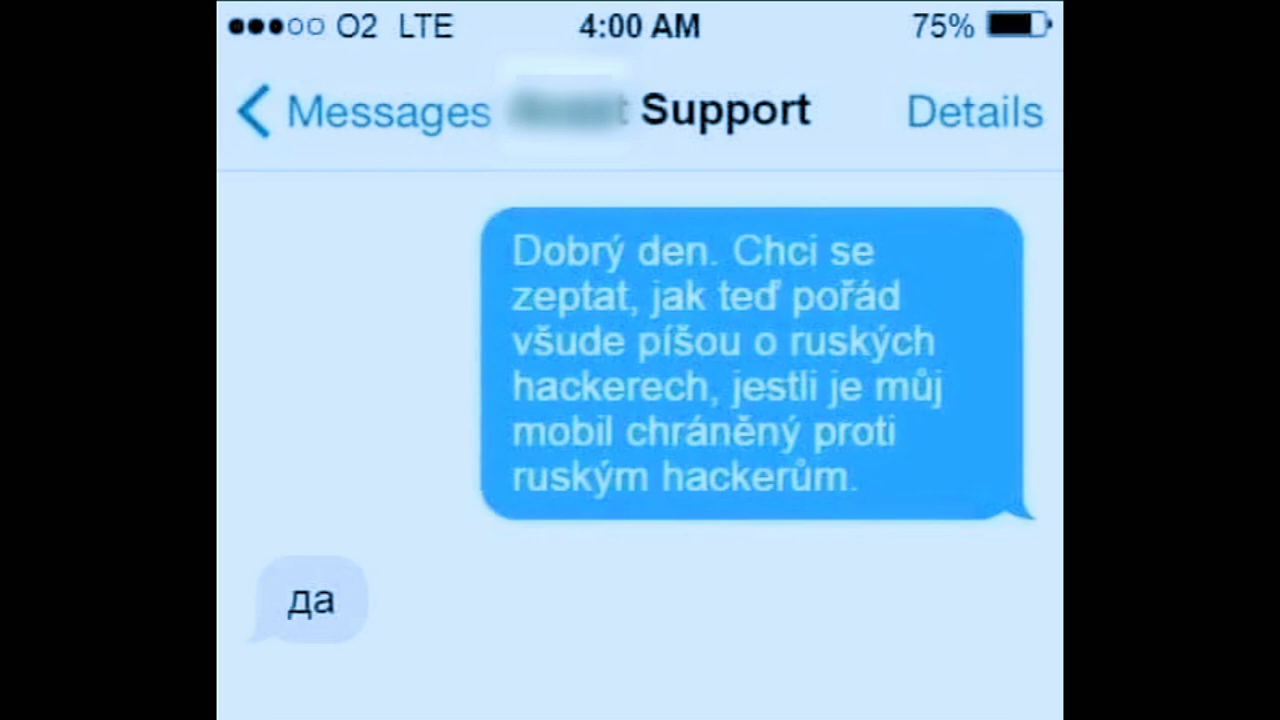 O2 LTE 4:00 AM 75%
Messages Support Details
Dobrý den. Chci se
zeptat, jak teď pořád
všude píšou o ruských
hackerech, jestli je můj
mobil chráněný proti
ruským hackerům.
да